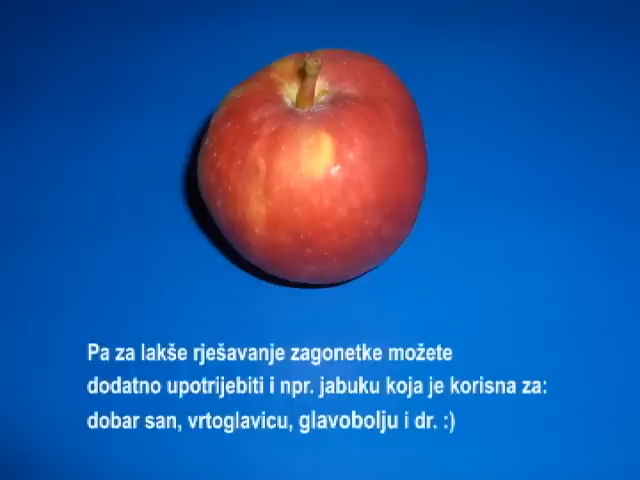 Pa za lakše rješavanje zagonetke možete
dodatno upotrijebiti i npr. jabuku koja je korisna za:
dobar san, vrtoglavicu, glavobolju i dr. :)